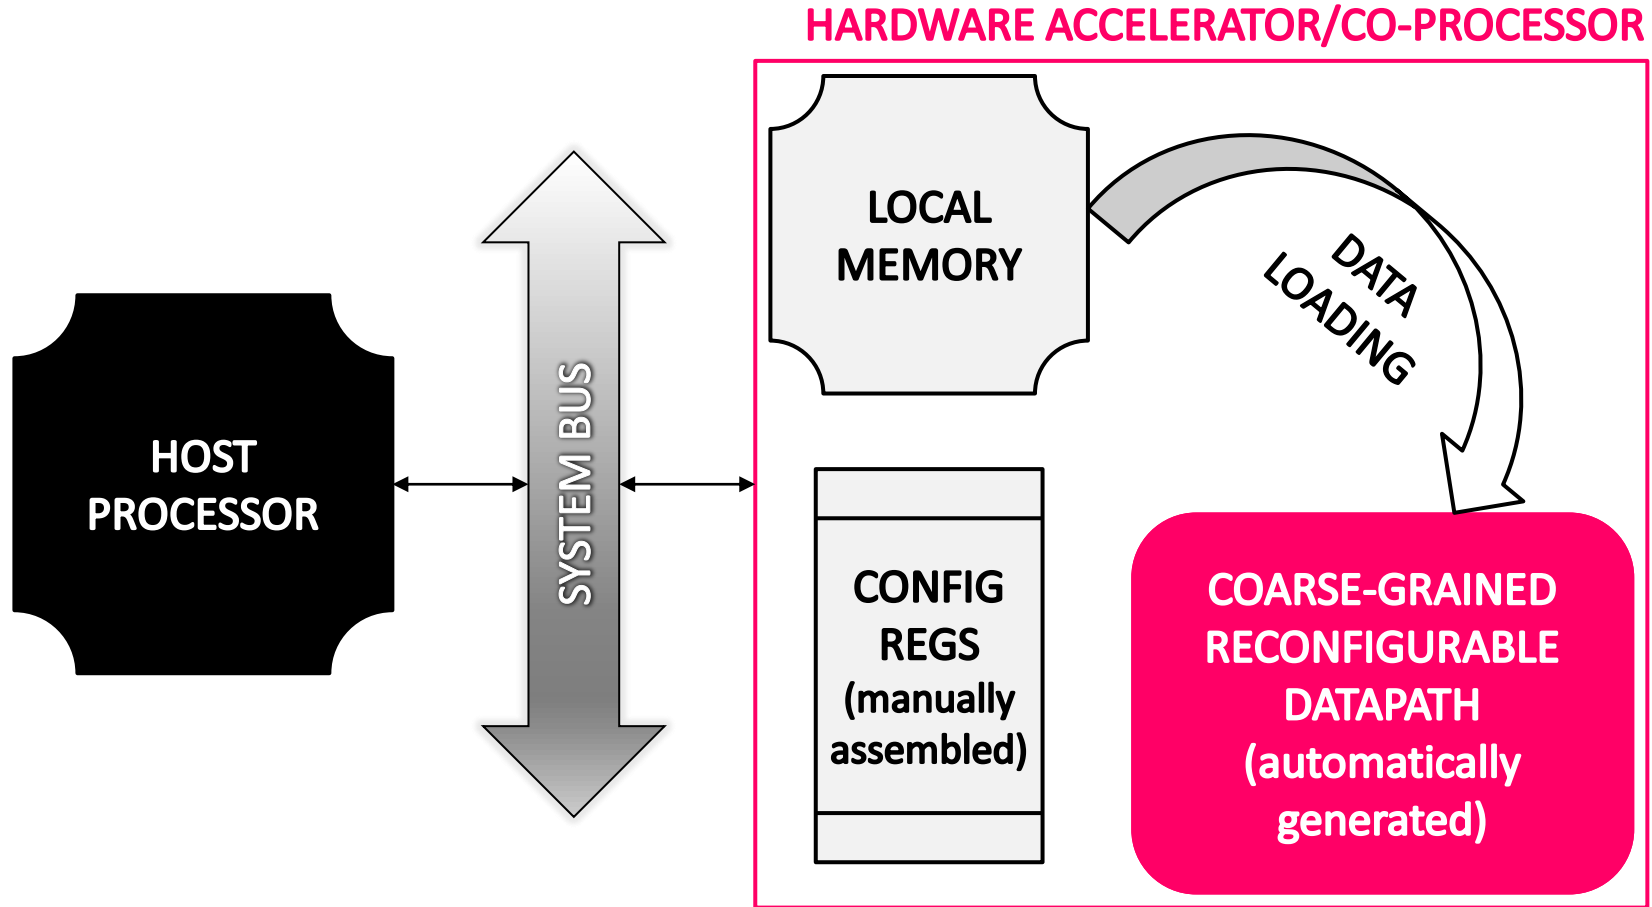 HARDWARE ACCELERATOR/CO-PROCESSOR
LOCAL
MEMORY
DATA
LOADING
HOST
PROCESSOR
SYSTEM BUS
CONFIG
REGS
(manually
assembled)
COARSE-GRAINED
RECONFIGURABLE
DATAPATH
(automatically
generated)